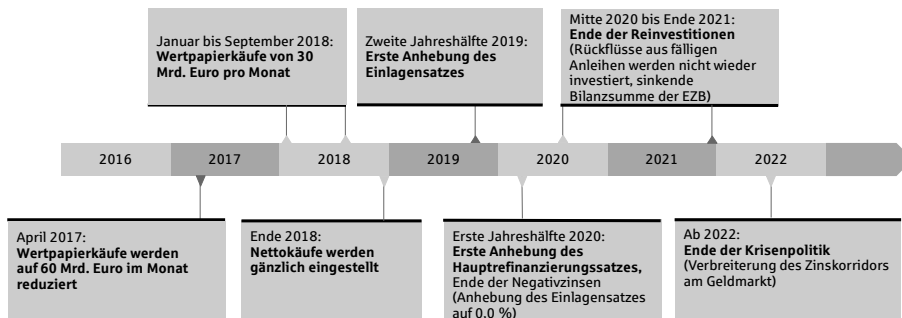 Januar bis September 2018:
Wertpapierkäufe von 30
Mrd. Euro pro Monat
Zweite Jahreshälfte 2019:
Erste Anhebung des
Einlagensatzes
Mitte 2020 bis Ende 2021:
Ende der Reinvestitionen
(Rückflüsse aus fälligen
Anleihen werden nicht wieder
investiert, sinkende
Bilanzsumme der EZB)
2016
2017
2018
2019
2020
2021
2022
April 2017:
Wertpapierkäufe werden
auf 60 Mrd. Euro im Monat
reduziert
Ende 2018:
Nettokäufe werden
gänzlich eingestellt
Erste Jahreshälfte 2020:
Erste Anhebung des
Hauptrefinanzierungssatzes,
Ende der Negativzinsen
(Anhebung des Einlagensatzes
auf 0,0 %)
Ab 2022:
Ende der Krisenpolitik
(Verbreiterung des Zinskorridors
am Geldmarkt)